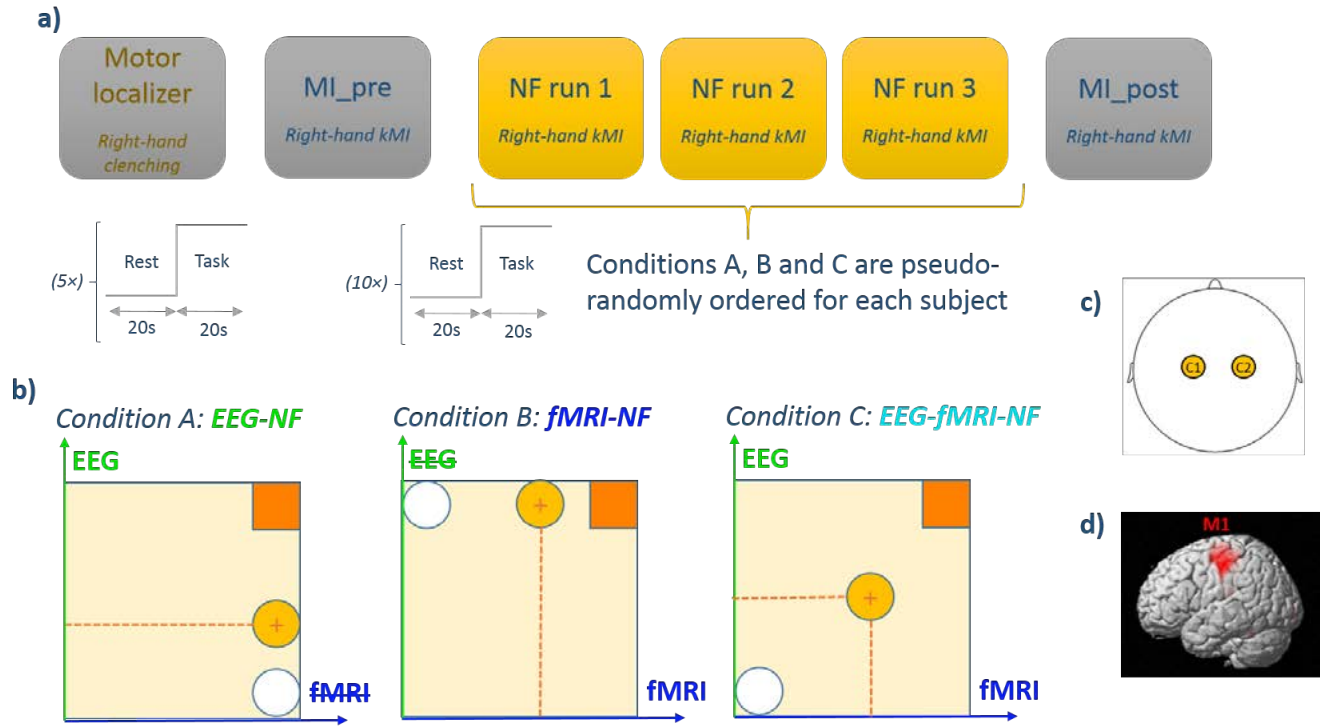 a)
Motor
localizer
Right-hand
clenching
MI_pre
Right-hand kMI
NF run 1
Right-hand kMI
NF run 2
Right-hand kMI
NF run 3
Right-hand kMI
MI_post
Right-hand kMI
(5×)
Rest
Task
20s
20s
(10×)
Rest
Task
20s
20s
Conditions A, B and C are pseudo-
randomly ordered for each subject
b)
Condition A: EEG-NF
EEG
fMRI
Condition B: fMRI-NF
EEG
fMRI
Condition C: EEG-fMRI-NF
EEG
fMRI
c)
C1
C2
d)
M1